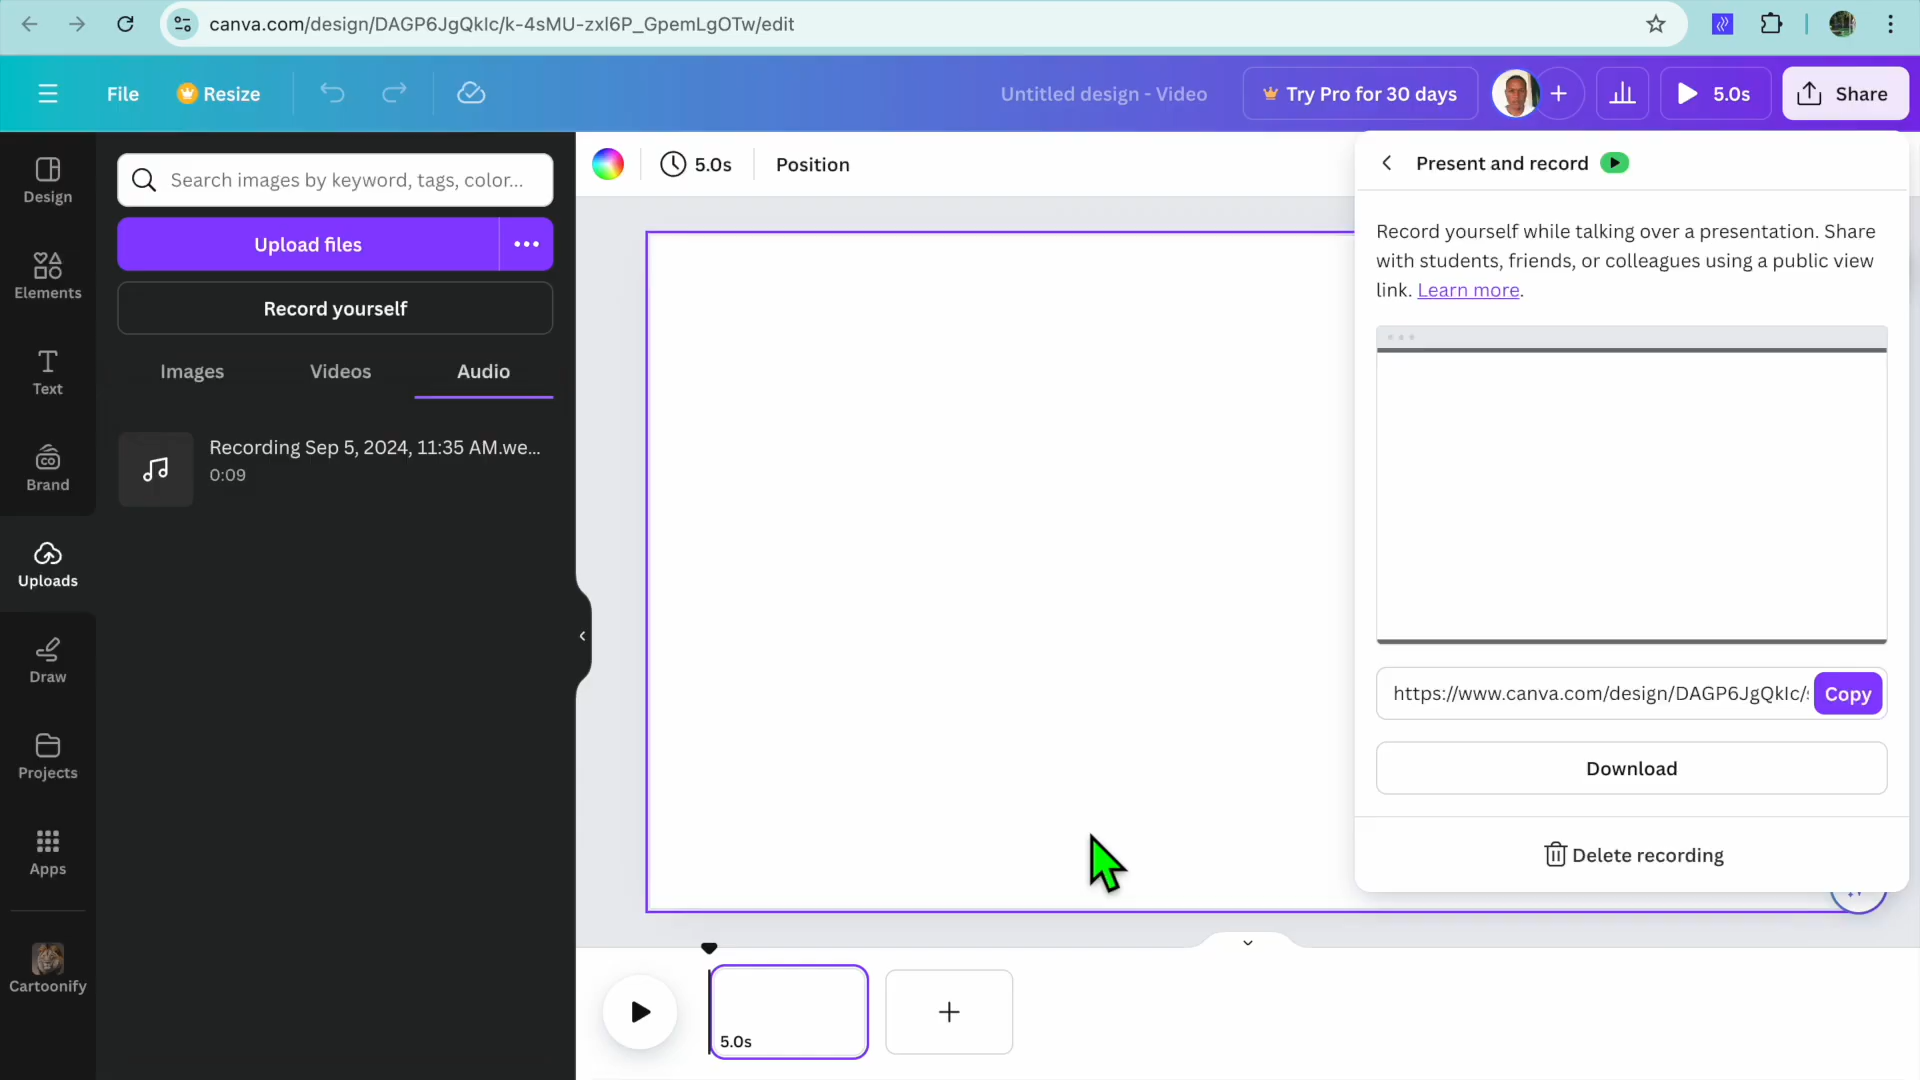 canva.com/design/DAGP6JgQkIc/k-4sMU-zxI6P_GpemLgOTw/edit
File
Resize
Untitled design - Video
Try Pro for 30 days
5.0s
Share
Design
Elements
Text
Brand
Uploads
Draw
Projects
Apps
Cartoonify
Search images by keyword, tags, color...
Upload files
Record yourself
Images
Videos
Audio
Recording Sep 5, 2024, 11:35 AM.we...
0:09
5.0s
Position
Present and record
Record yourself while talking over a presentation. Share
with students, friends, or colleagues using a public view
link. Learn more.
https://www.canva.com/design/DAGP6JgQkIc/
Copy
Download
Delete recording
5.0s